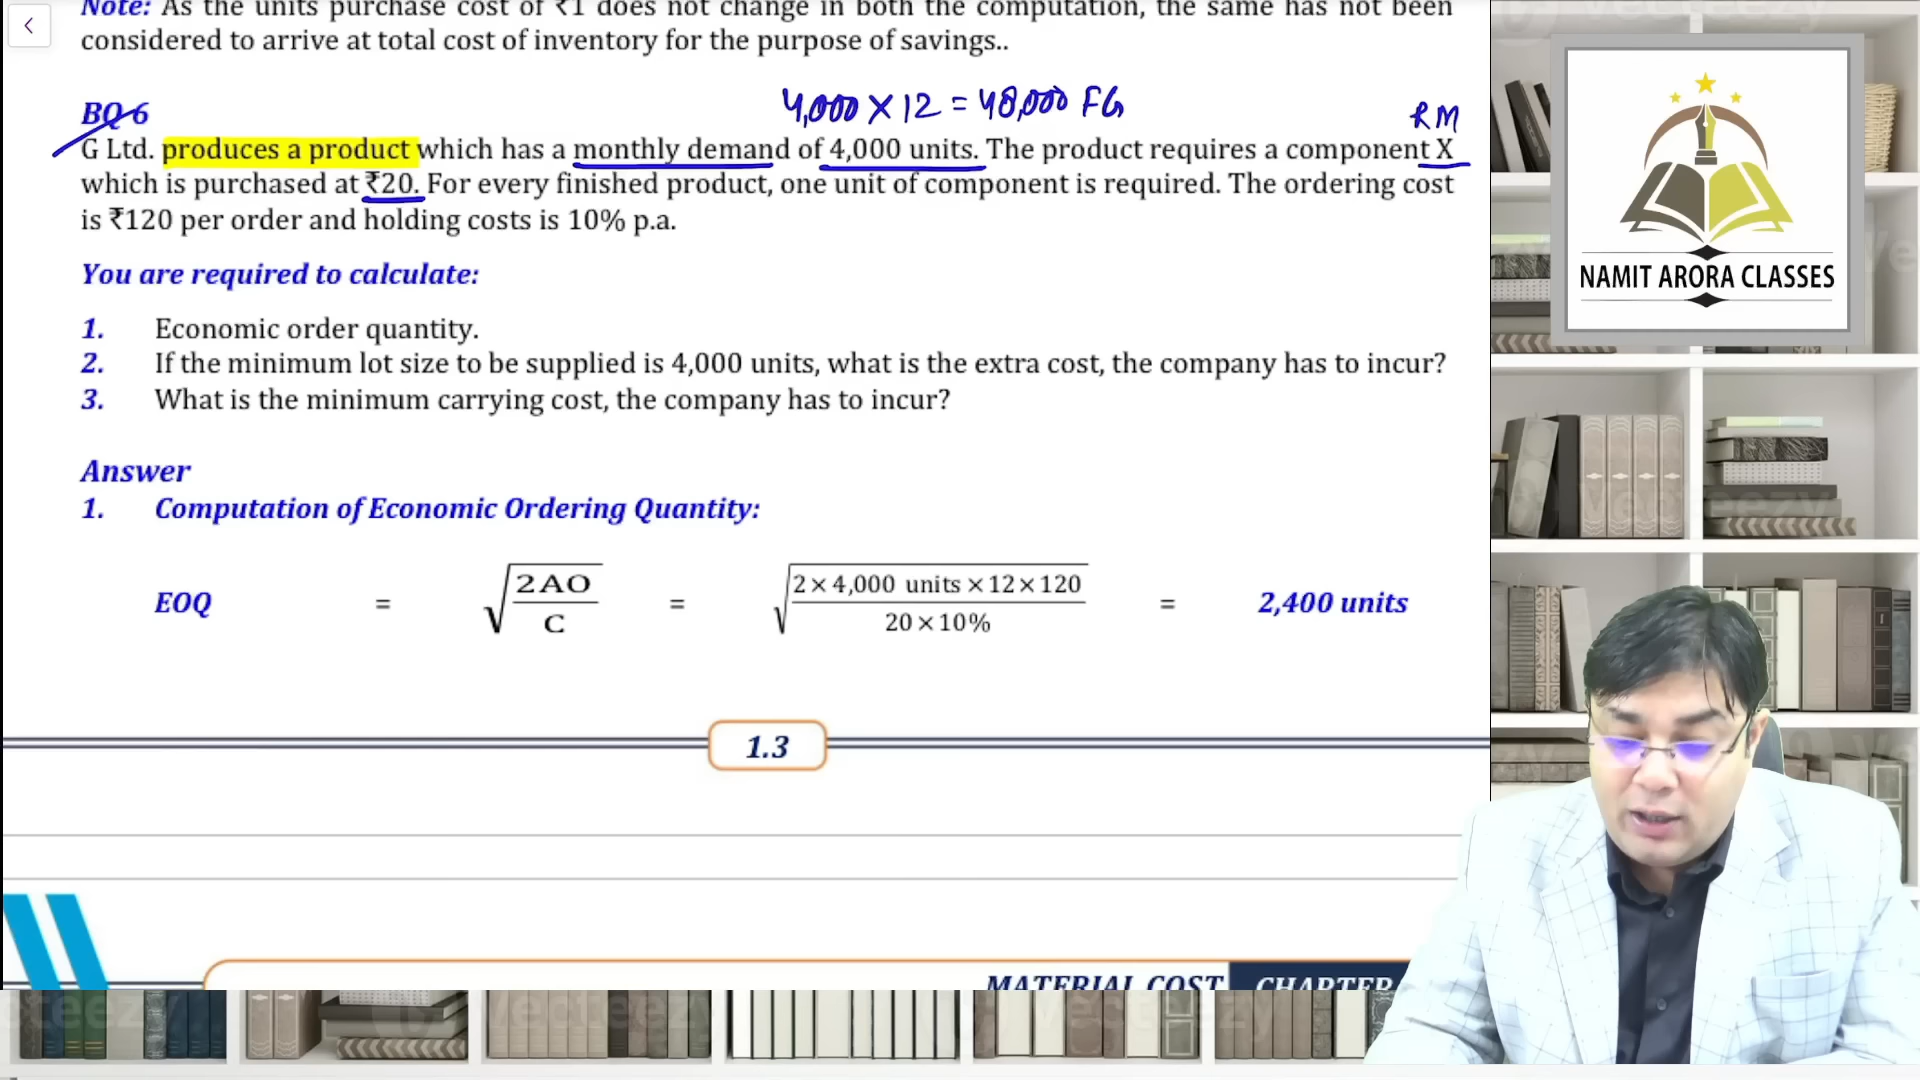 Note: As the units purchase cost of ₹1 does not change in both the computation, the same has not been
considered to arrive at total cost of inventory for the purpose of savings..
4,000 × 12 = 48,000 FG
BQ 6
RM
G Ltd. produces a product which has a monthly demand of 4,000 units. The product requires a component X
which is purchased at ₹20. For every finished product, one unit of component is required. The ordering cost
is ₹120 per order and holding costs is 10% p.a.
You are required to calculate:
1. Economic order quantity.
2. If the minimum lot size to be supplied is 4,000 units, what is the extra cost, the company has to incur?
3. What is the minimum carrying cost, the company has to incur?
Answer
1. Computation of Economic Ordering Quantity:
EOQ = √(2AO / C) = √(2 × 4,000 units × 12 × 120 / 20 × 10%) = 2,400 units
1.3
MATERIAL COST CHAPTER
NAMIT ARORA CLASSES